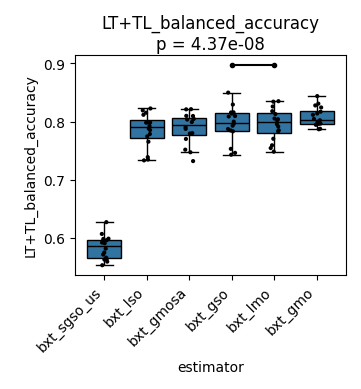 LT+TL_balanced_accuracy
p = 4.37e-08
LT+TL_balanced_accuracy
0.9
0.8
0.7
0.6
bxt_sgso_us
bxt_lso
bxt_gmosa
bxt_gso
bxt_lmo
bxt_gmo
estimator